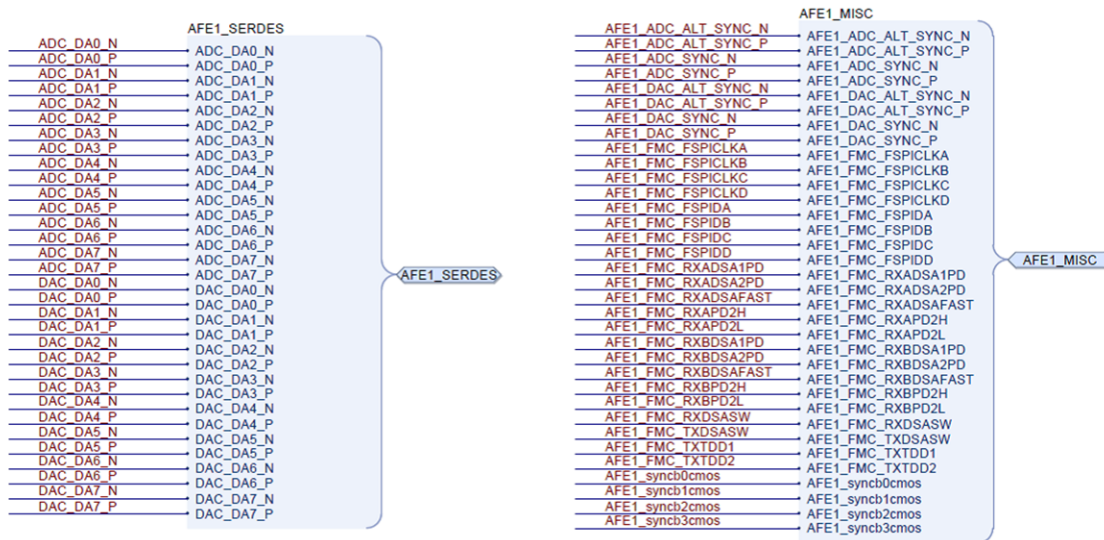 AFE1_SERDES
ADC_DA0_N
ADC_DA0_P
ADC_DA1_N
ADC_DA1_P
ADC_DA2_N
ADC_DA2_P
ADC_DA3_N
ADC_DA3_P
ADC_DA4_N
ADC_DA4_P
ADC_DA5_N
ADC_DA5_P
ADC_DA6_N
ADC_DA6_P
ADC_DA7_N
ADC_DA7_P
DAC_DA0_N
DAC_DA0_P
DAC_DA1_N
DAC_DA1_P
DAC_DA2_N
DAC_DA2_P
DAC_DA3_N
DAC_DA3_P
DAC_DA4_N
DAC_DA4_P
DAC_DA5_N
DAC_DA5_P
DAC_DA6_N
DAC_DA6_P
DAC_DA7_N
DAC_DA7_P
ADC_DA0_N
ADC_DA0_P
ADC_DA1_N
ADC_DA1_P
ADC_DA2_N
ADC_DA2_P
ADC_DA3_N
ADC_DA3_P
ADC_DA4_N
ADC_DA4_P
ADC_DA5_N
ADC_DA5_P
ADC_DA6_N
ADC_DA6_P
ADC_DA7_N
ADC_DA7_P
DAC_DA0_N
DAC_DA0_P
DAC_DA1_N
DAC_DA1_P
DAC_DA2_N
DAC_DA2_P
DAC_DA3_N
DAC_DA3_P
DAC_DA4_N
DAC_DA4_P
DAC_DA5_N
DAC_DA5_P
DAC_DA6_N
DAC_DA6_P
DAC_DA7_N
DAC_DA7_P
AFE1_SERDES
AFE1_MISC
AFE1_ADC_ALT_SYNC_N
AFE1_ADC_ALT_SYNC_P
AFE1_ADC_SYNC_N
AFE1_ADC_SYNC_P
AFE1_DAC_ALT_SYNC_N
AFE1_DAC_ALT_SYNC_P
AFE1_DAC_SYNC_N
AFE1_DAC_SYNC_P
AFE1_FMC_FSPICLKA
AFE1_FMC_FSPICLKB
AFE1_FMC_FSPICLKC
AFE1_FMC_FSPICLKD
AFE1_FMC_FSPIDA
AFE1_FMC_FSPIDB
AFE1_FMC_FSPIDC
AFE1_FMC_FSPIDD
AFE1_FMC_RXADSA1PD
AFE1_FMC_RXADSA2PD
AFE1_FMC_RXADSAFAST
AFE1_FMC_RXAPD2H
AFE1_FMC_RXAPD2L
AFE1_FMC_RXBDSA1PD
AFE1_FMC_RXBDSA2PD
AFE1_FMC_RXBDSAFAST
AFE1_FMC_RXBPD2H
AFE1_FMC_RXBPD2L
AFE1_FMC_RXDSASW
AFE1_FMC_TXDSASW
AFE1_FMC_TXTDD1
AFE1_FMC_TXTDD2
AFE1_syncb0cmos
AFE1_syncb1cmos
AFE1_syncb2cmos
AFE1_syncb3cmos
AFE1_ADC_ALT_SYNC_N
AFE1_ADC_ALT_SYNC_P
AFE1_ADC_SYNC_N
AFE1_ADC_SYNC_P
AFE1_DAC_ALT_SYNC_N
AFE1_DAC_ALT_SYNC_P
AFE1_DAC_SYNC_N
AFE1_DAC_SYNC_P
AFE1_FMC_FSPICLKA
AFE1_FMC_FSPICLKB
AFE1_FMC_FSPICLKC
AFE1_FMC_FSPICLKD
AFE1_FMC_FSPIDA
AFE1_FMC_FSPIDB
AFE1_FMC_FSPIDC
AFE1_FMC_FSPIDD
AFE1_FMC_RXADSA1PD
AFE1_FMC_RXADSA2PD
AFE1_FMC_RXADSAFAST
AFE1_FMC_RXAPD2H
AFE1_FMC_RXAPD2L
AFE1_FMC_RXBDSA1PD
AFE1_FMC_RXBDSA2PD
AFE1_FMC_RXBDSAFAST
AFE1_FMC_RXBPD2H
AFE1_FMC_RXBPD2L
AFE1_FMC_RXDSASW
AFE1_FMC_TXDSASW
AFE1_FMC_TXTDD1
AFE1_FMC_TXTDD2
AFE1_syncb0cmos
AFE1_syncb1cmos
AFE1_syncb2cmos
AFE1_syncb3cmos
AFE1_MISC